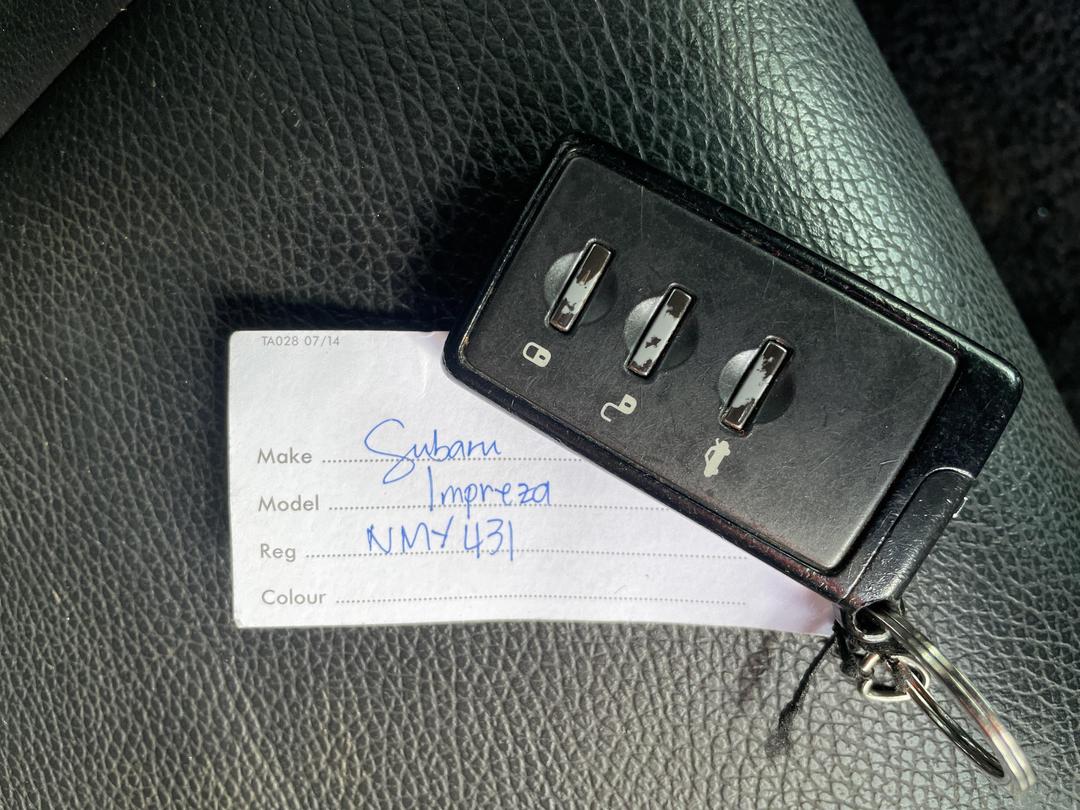 TA028 07/14
Make Subaru
Model Impreza
Reg NMY431
Colour